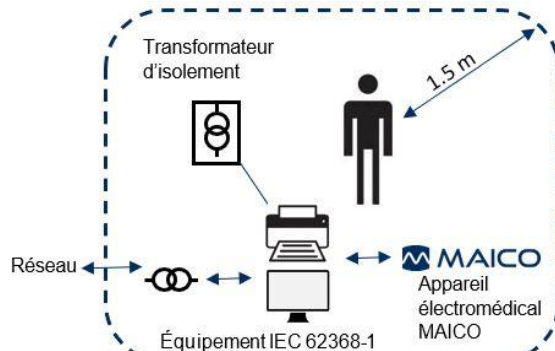 Transformateur
d’isolement
1.5 m
Réseau
MAICO
Appareil
électromédical
MAICO
Équipement IEC 62368-1